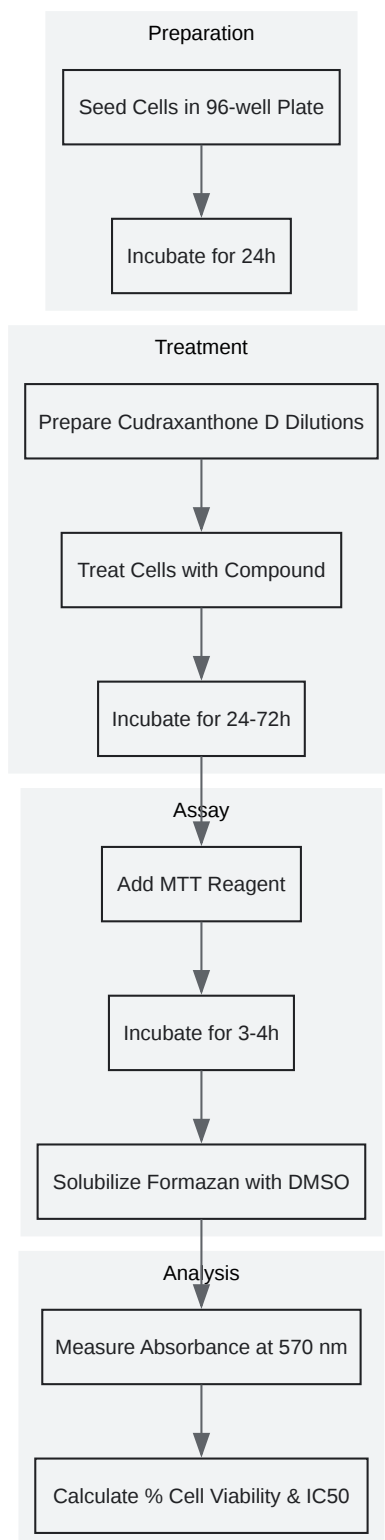 Preparation
Seed Cells in 96-well Plate
Incubate for 24h
Treatment
Prepare Cudraxanthone D Dilutions
Treat Cells with Compound
Incubate for 24-72h
Assay
Add MTT Reagent
Incubate for 3-4h
Solubilize Formazan with DMSO
Analysis
Measure Absorbance at 570 nm
Calculate % Cell Viability & IC50